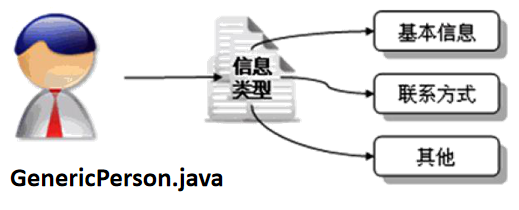 基本信息
信息
类型
联系方式
其他
GenericPerson.java